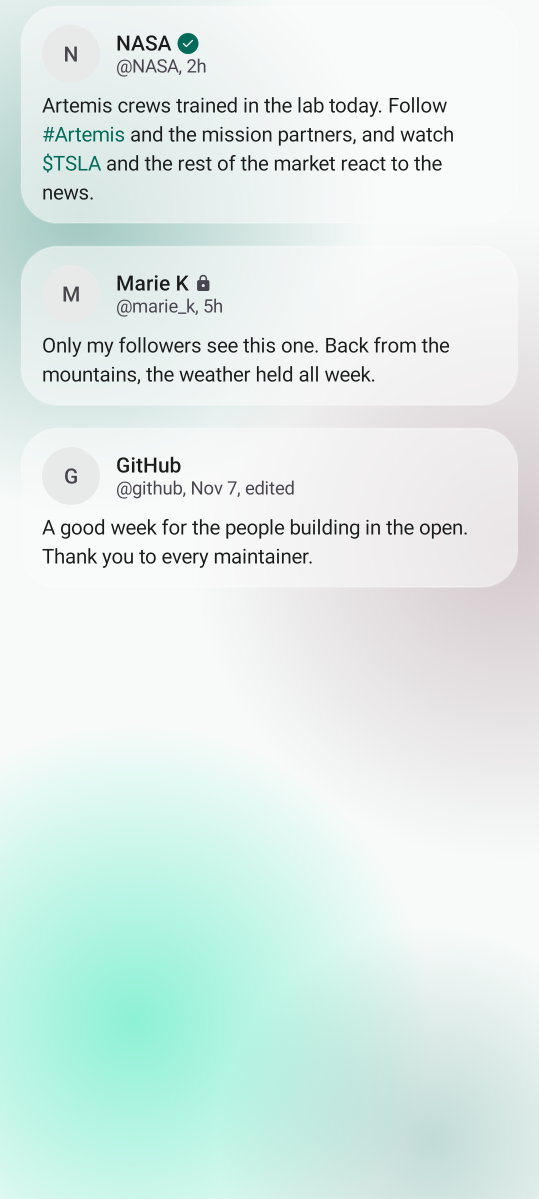 N
NASA
@NASA, 2h
Artemis crews trained in the lab today. Follow
#Artemis and the mission partners, and watch
$TSLA and the rest of the market react to the
news.
M
Marie K
@marie_k, 5h
Only my followers see this one. Back from the
mountains, the weather held all week.
G
GitHub
@github, Nov 7, edited
A good week for the people building in the open.
Thank you to every maintainer.